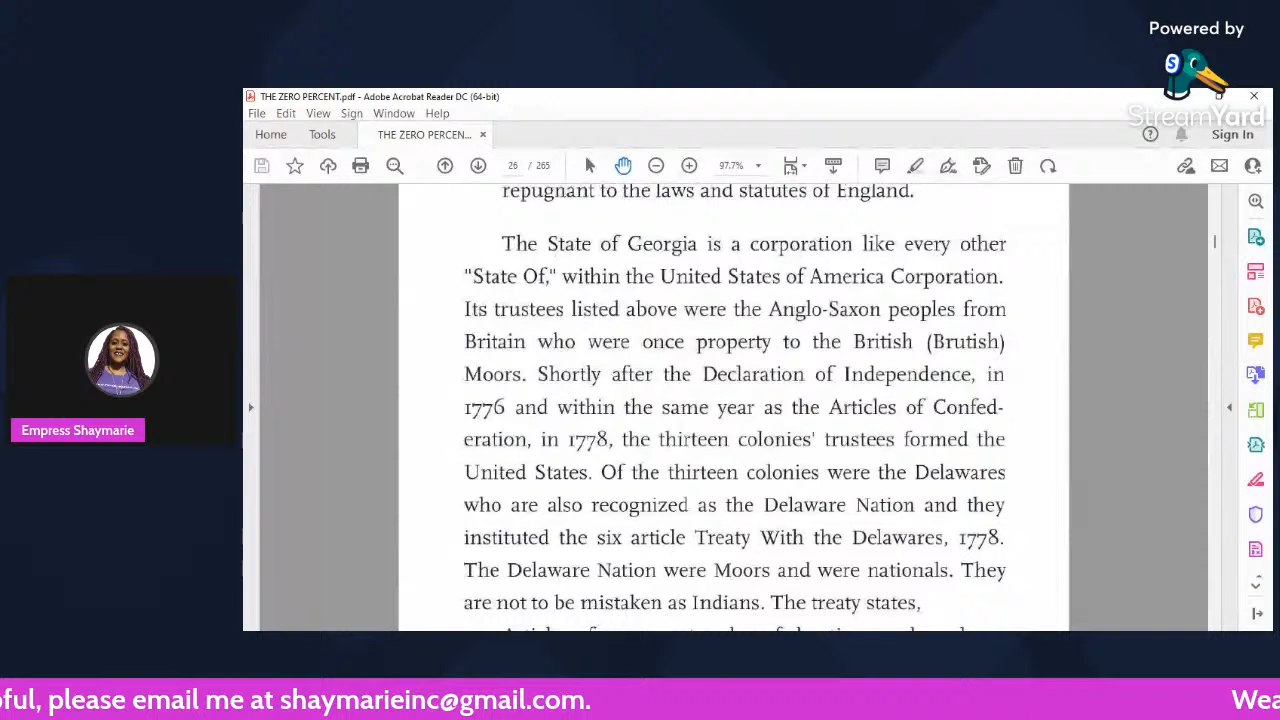 Powered by
StreamYard
THE ZERO PERCENT.pdf - Adobe Acrobat Reader DC (64-bit)
File Edit View Sign Window Help
Home Tools THE ZERO PERCEN... ×
Sign In
26 / 265
97.7%
repugnant to the laws and statutes of England.
The State of Georgia is a corporation like every other
"State Of," within the United States of America Corporation.
Its trustees listed above were the Anglo-Saxon peoples from
Britain who were once property to the British (Brutish)
Moors. Shortly after the Declaration of Independence, in
1776 and within the same year as the Articles of Confed-
eration, in 1778, the thirteen colonies' trustees formed the
United States. Of the thirteen colonies were the Delawares
who are also recognized as the Delaware Nation and they
instituted the six article Treaty With the Delawares, 1778.
The Delaware Nation were Moors and were nationals. They
are not to be mistaken as Indians. The treaty states,
Empress Shaymarie
ful, please email me at shaymarieinc@gmail.com.
Wea